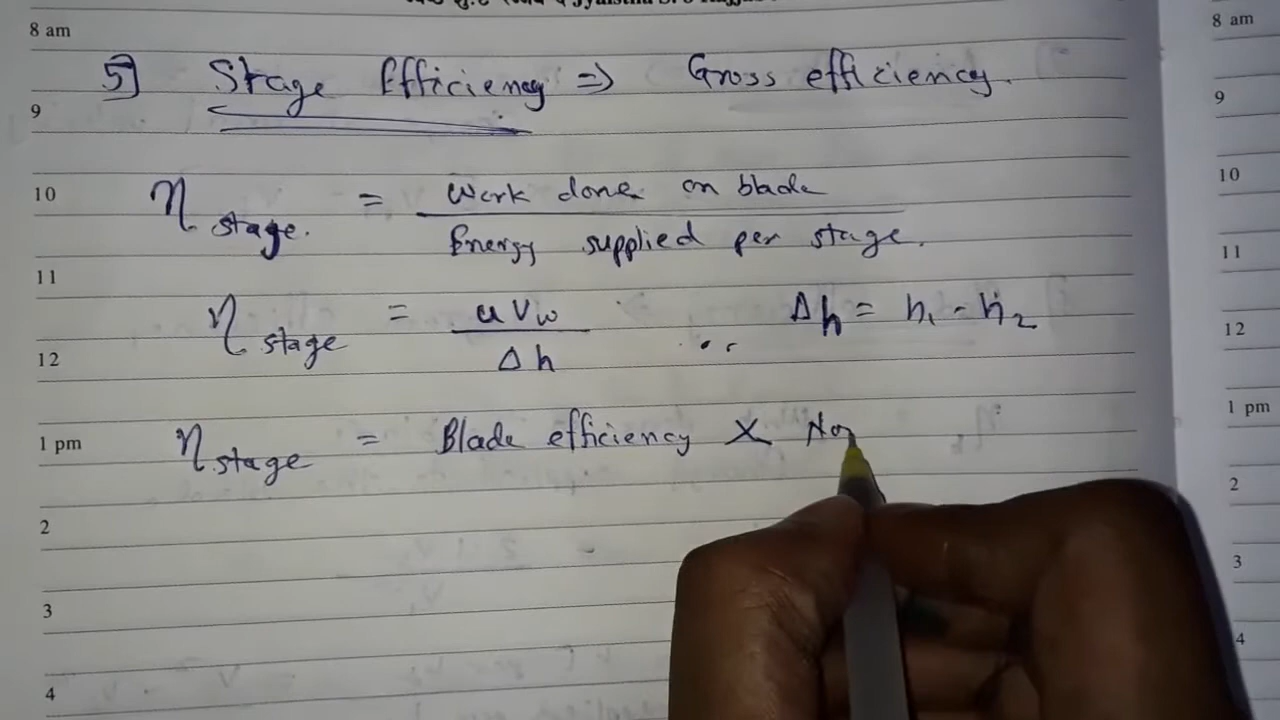 8 am
8 am
5] Stage Efficiency ⇒ Gross efficiency.
9
9
10
η stage. = Work done on blade / Energy supplied per stage.
10
11
11
η stage = u Vw / Δh ∴ Δh = h1 - h2
12
12
1 pm
η stage = Blade efficiency × Noz
1 pm
2
2
3
3
4
4